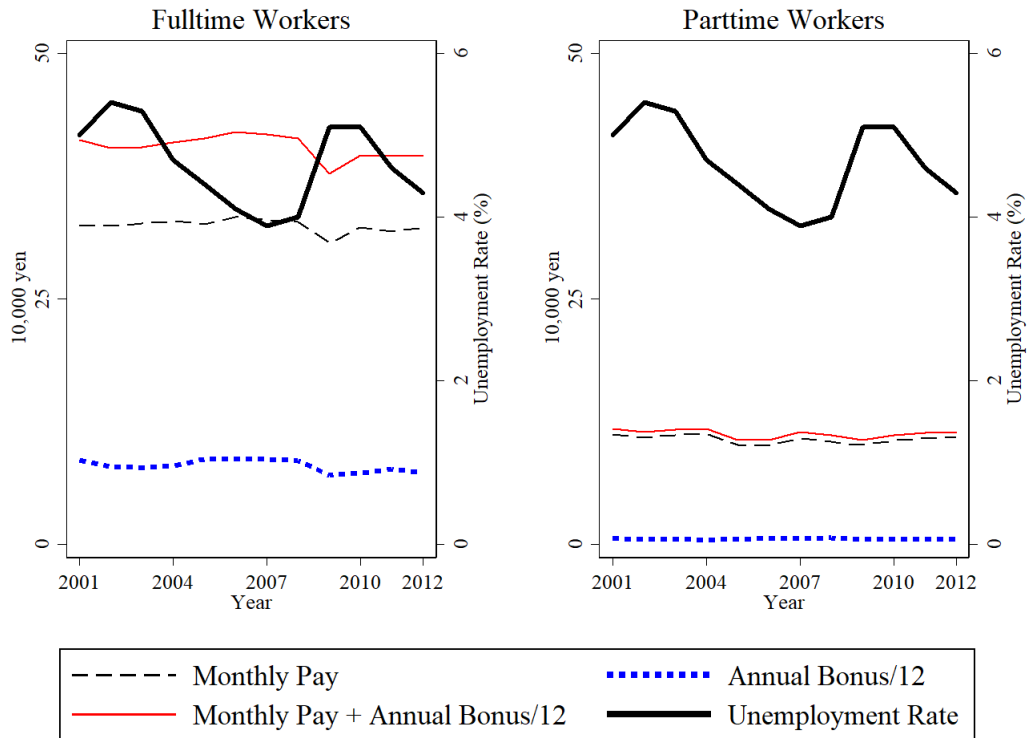 Fulltime Workers
50
25
0
10,000 yen
6
4
2
0
Unemployment Rate (%)
2001 2004 2007 2010 2012
Year
Parttime Workers
50
25
0
10,000 yen
6
4
2
0
Unemployment Rate (%)
2001 2004 2007 2010 2012
Year
Monthly Pay
Annual Bonus/12
Monthly Pay + Annual Bonus/12
Unemployment Rate